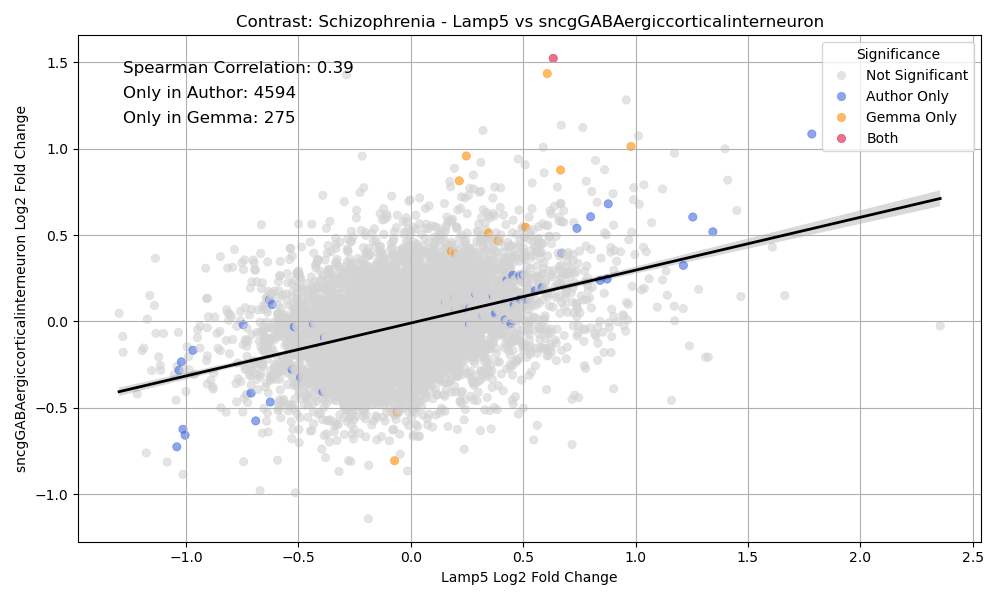 Contrast: Schizophrenia - Lamp5 vs sncgGABAergiccorticalinterneuron
Spearman Correlation: 0.39
Only in Author: 4594
Only in Gemma: 275
Significance
Not Significant
Author Only
Gemma Only
Both
sncgGABAergiccorticalinterneuron Log2 Fold Change
1.5
1.0
0.5
0.0
−0.5
−1.0
−1.0
−0.5
0.0
0.5
1.0
1.5
2.0
2.5
Lamp5 Log2 Fold Change